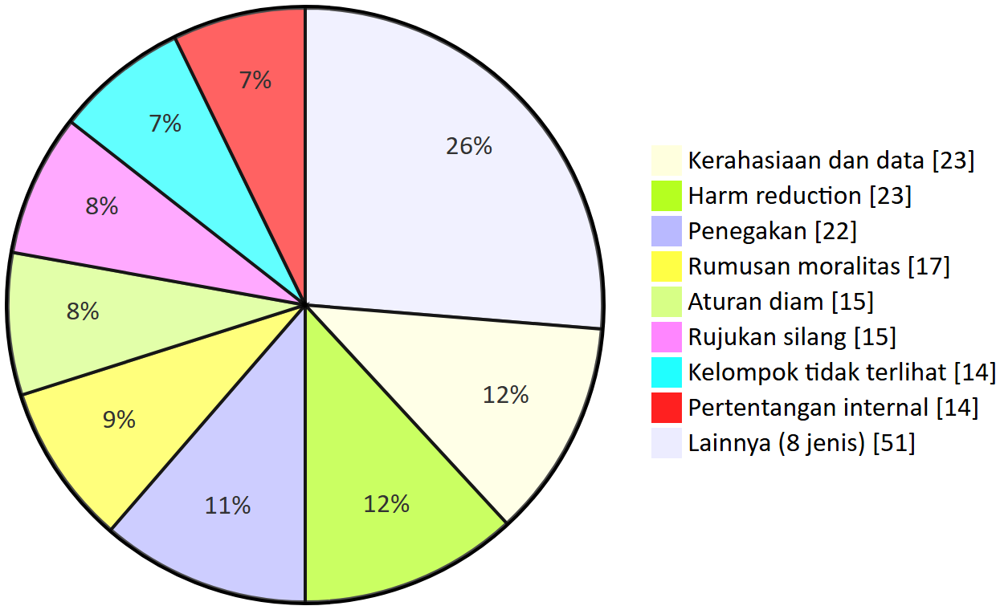 7%
7%
26%
8%
8%
12%
9%
11%
12%
Kerahasiaan dan data [23]
Harm reduction [23]
Penegakan [22]
Rumusan moralitas [17]
Aturan diam [15]
Rujukan silang [15]
Kelompok tidak terlihat [14]
Pertentangan internal [14]
Lainnya (8 jenis) [51]